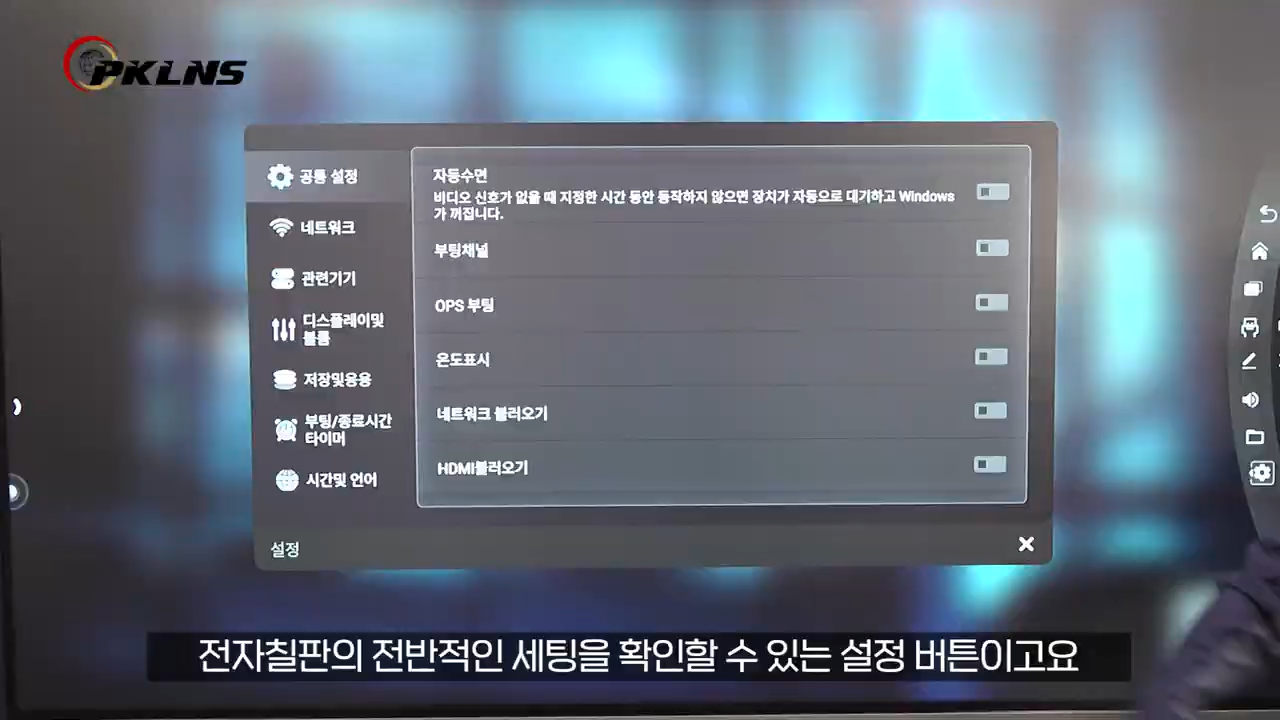 PKLNS
공통 설정
네트워크
관련기기
디스플레이및
볼륨
저장및응용
부팅/종료시간
타이머
시간및 언어
자동수면
비디오 신호가 없을 때 지정한 시간 동안 동작하지 않으면 장치가 자동으로 대기하고 Windows
가 꺼집니다.
부팅채널
OPS 부팅
온도표시
네트워크 불러오기
HDMI불러오기
설정
전자칠판의 전반적인 세팅을 확인할 수 있는 설정 버튼이고요